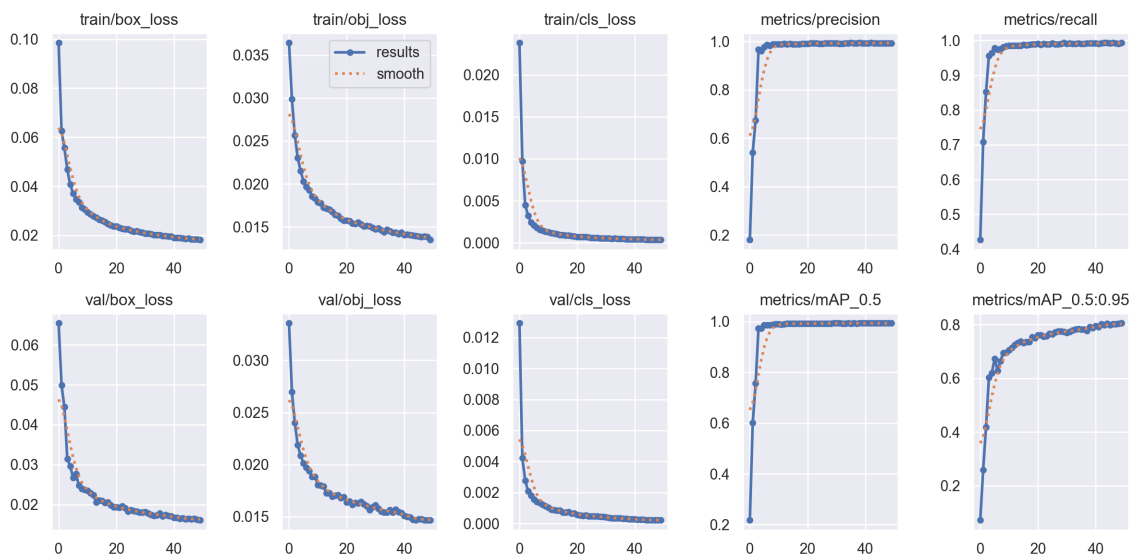 train/box_loss
train/obj_loss
train/cls_loss
metrics/precision
metrics/recall
0.10
0.08
0.06
0.04
0.02
0 20 40
0.035
0.030
0.025
0.020
0.015
results
smooth
0 20 40
0.020
0.015
0.010
0.005
0.000
0 20 40
1.0
0.8
0.6
0.4
0.2
0 20 40
1.0
0.9
0.8
0.7
0.6
0.5
0.4
0 20 40
val/box_loss
val/obj_loss
val/cls_loss
metrics/mAP_0.5
metrics/mAP_0.5:0.95
0.06
0.05
0.04
0.03
0.02
0 20 40
0.030
0.025
0.020
0.015
0 20 40
0.012
0.010
0.008
0.006
0.004
0.002
0.000
0 20 40
1.0
0.8
0.6
0.4
0.2
0 20 40
0.8
0.6
0.4
0.2
0 20 40